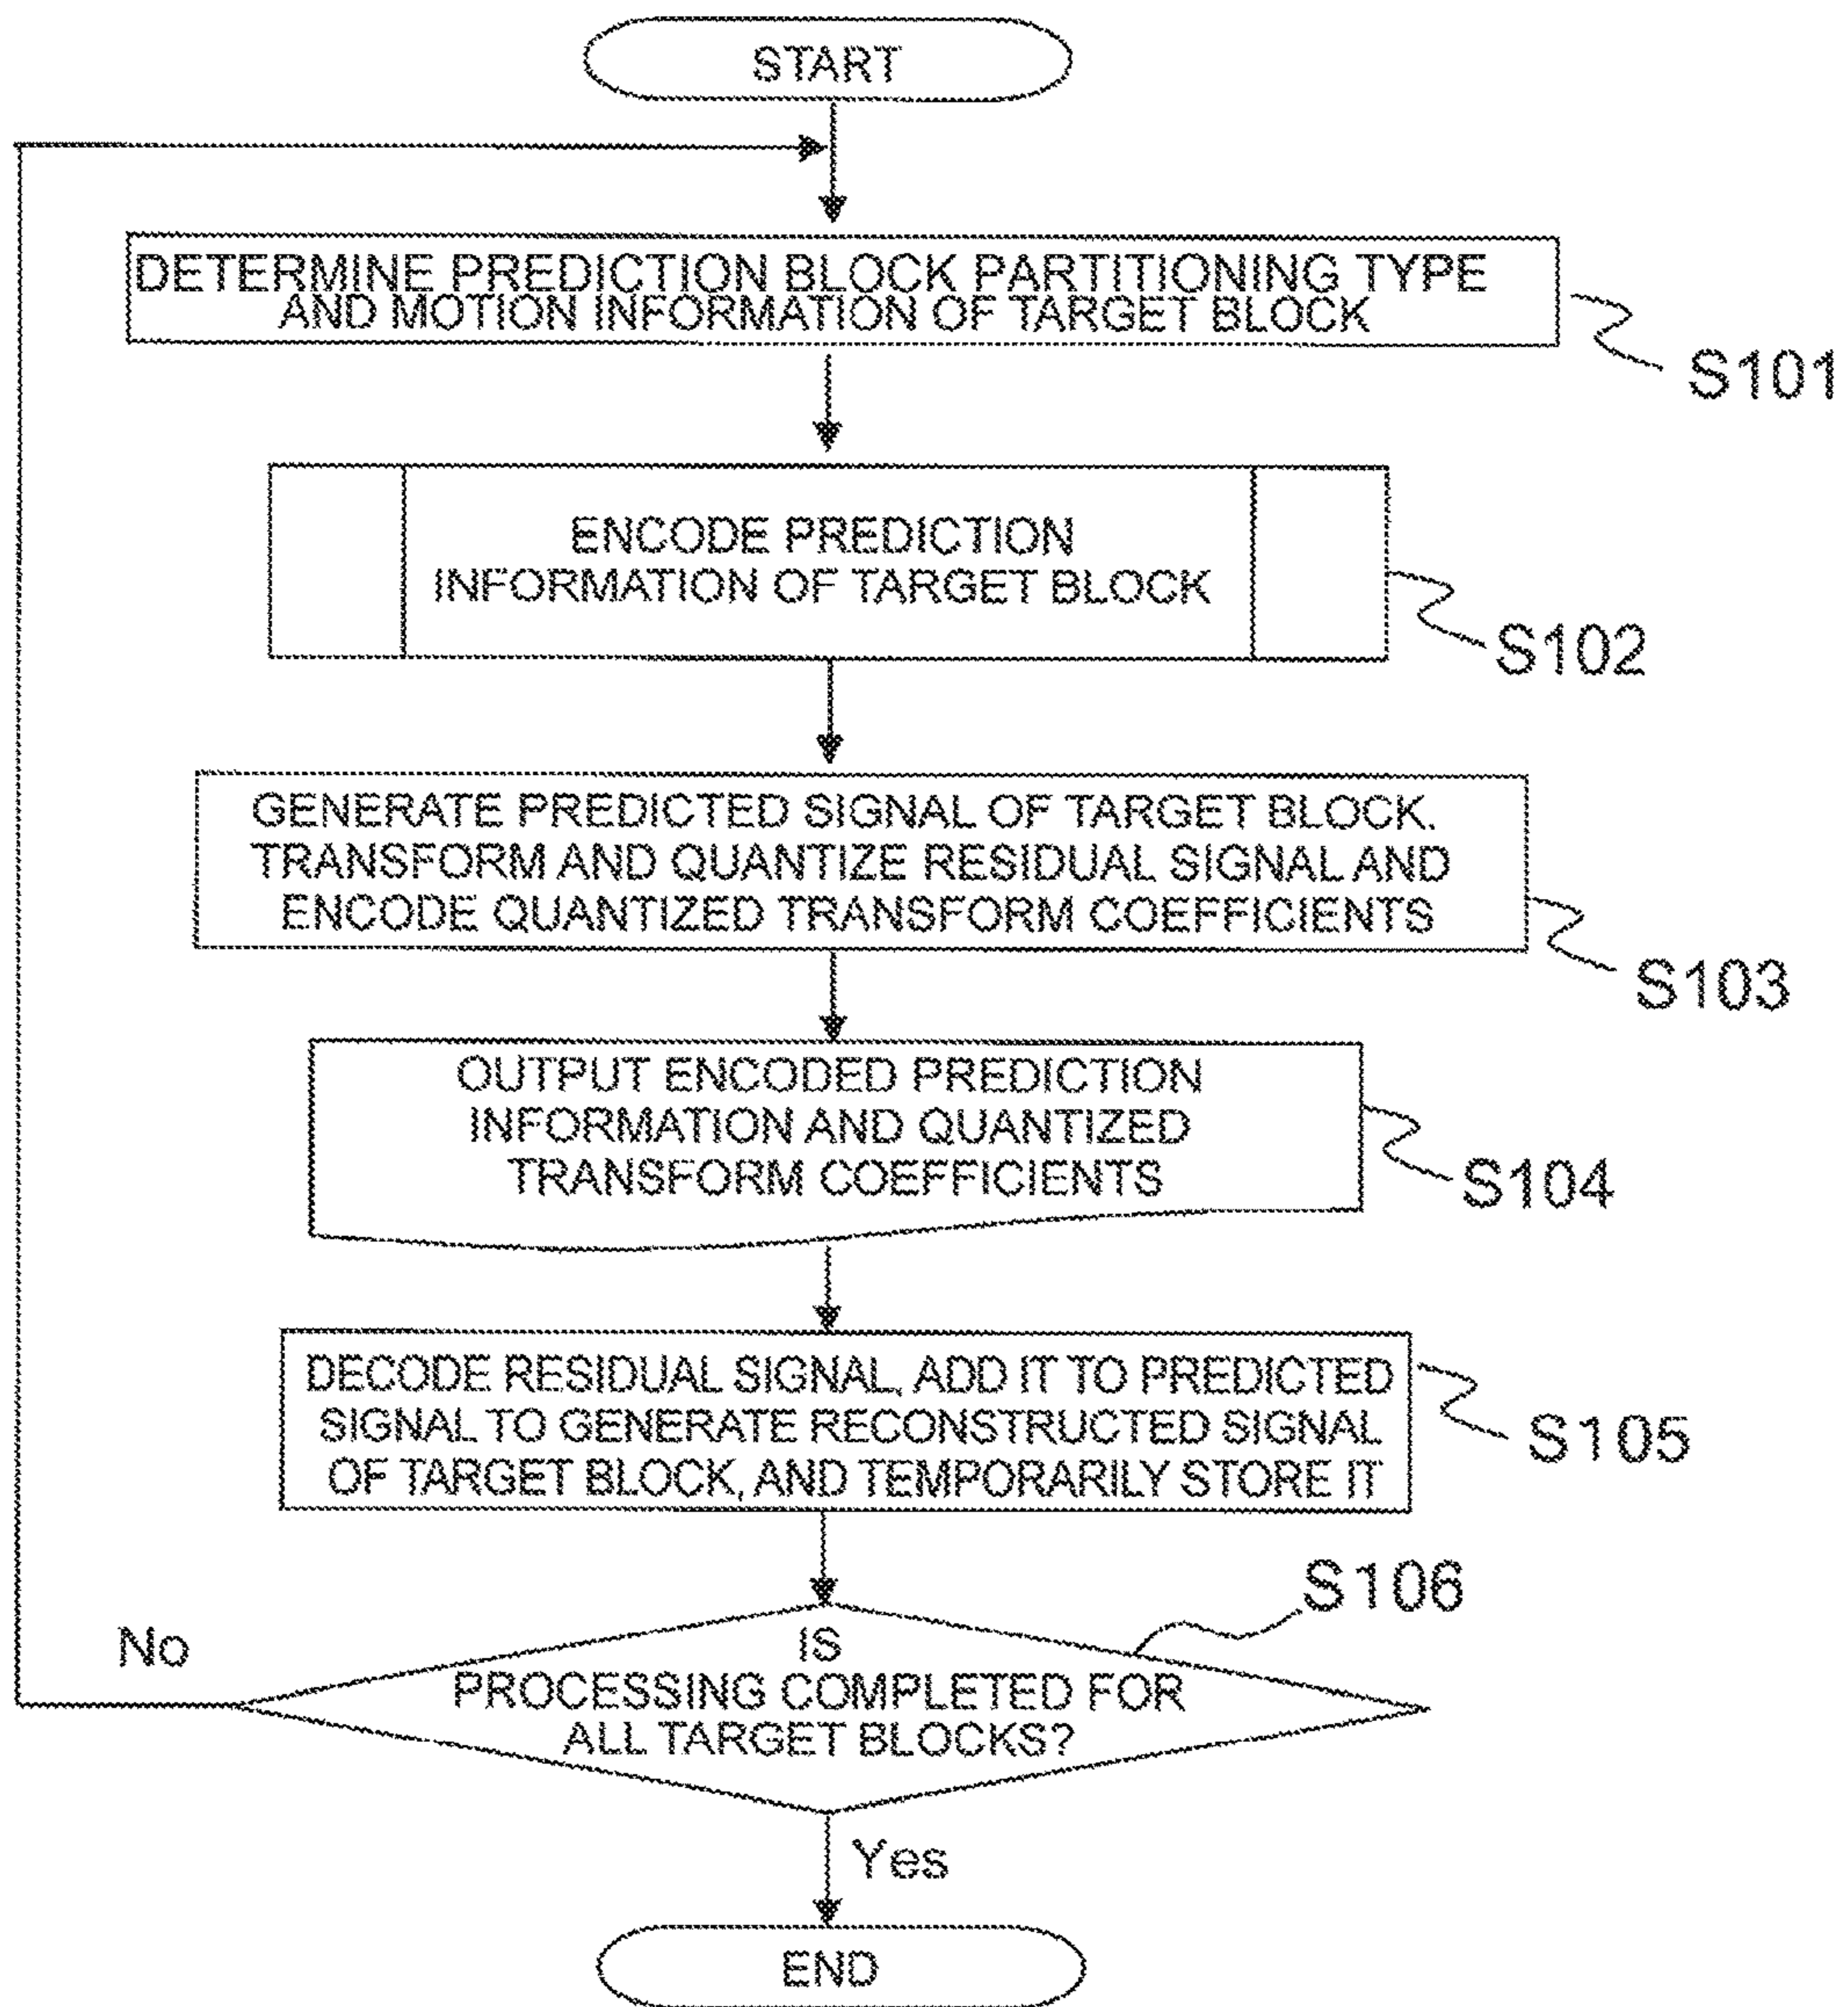 START
DETERMINE PREDICTION BLOCK PARTITIONING TYPE
AND MOTION INFORMATION OF TARGET BLOCK
S101
ENCODE PREDICTION
INFORMATION OF TARGET BLOCK
S102
GENERATE PREDICTED SIGNAL OF TARGET BLOCK.
TRANSFORM AND QUANTIZE RESIDUAL SIGNAL AND
ENCODE QUANTIZED TRANSFORM COEFFICIENTS
S103
OUTPUT ENCODED PREDICTION
INFORMATION AND QUANTIZED
TRANSFORM COEFFICIENTS
S104
DECODE RESIDUAL SIGNAL, ADD IT TO PREDICTED
SIGNAL TO GENERATE RECONSTRUCTED SIGNAL
OF TARGET BLOCK, AND TEMPORARILY STORE IT
S105
S106
No
IS
PROCESSING COMPLETED FOR
ALL TARGET BLOCKS?
Yes
END